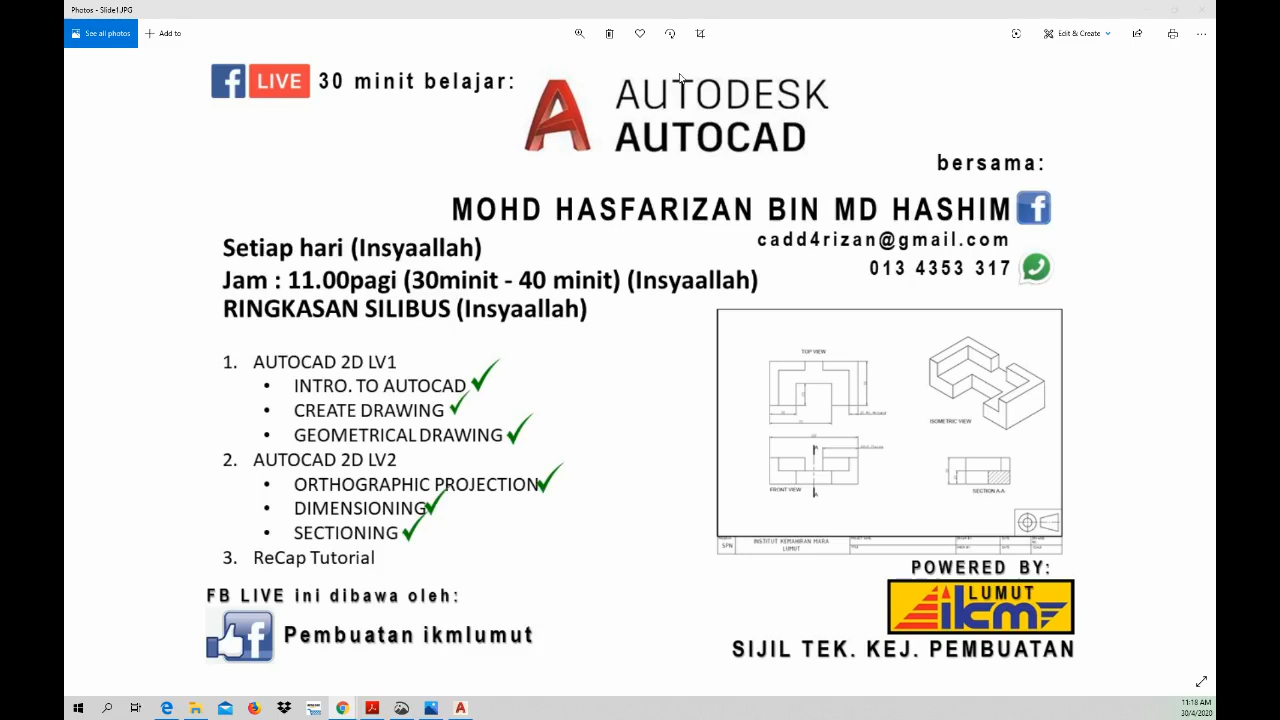 Photos - Slide1.JPG
See all photos
Add to
Edit & Create
LIVE 30 minit belajar:
AUTODESK
AUTOCAD
bersama:
MOHD HASFARIZAN BIN MD HASHIM
cadd4rizan@gmail.com
013 4353 317
Setiap hari (Insyaallah)
Jam : 11.00pagi (30minit - 40 minit) (Insyaallah)
RINGKASAN SILIBUS (Insyaallah)
1. AUTOCAD 2D LV1
• INTRO. TO AUTOCAD
• CREATE DRAWING
• GEOMETRICAL DRAWING
2. AUTOCAD 2D LV2
• ORTHOGRAPHIC PROJECTION
• DIMENSIONING
• SECTIONING
3. ReCap Tutorial
TOP VIEW
ISOMETRIC VIEW
A
FRONT VIEW
A
SECTION A-A
SPN
INSTITUT KEMAHIRAN MARA
LUMUT
FB LIVE ini dibawa oleh:
Pembuatan ikmlumut
POWERED BY:
LUMUT
ikm
SIJIL TEK. KEJ. PEMBUATAN
11:18 AM
30/4/2020